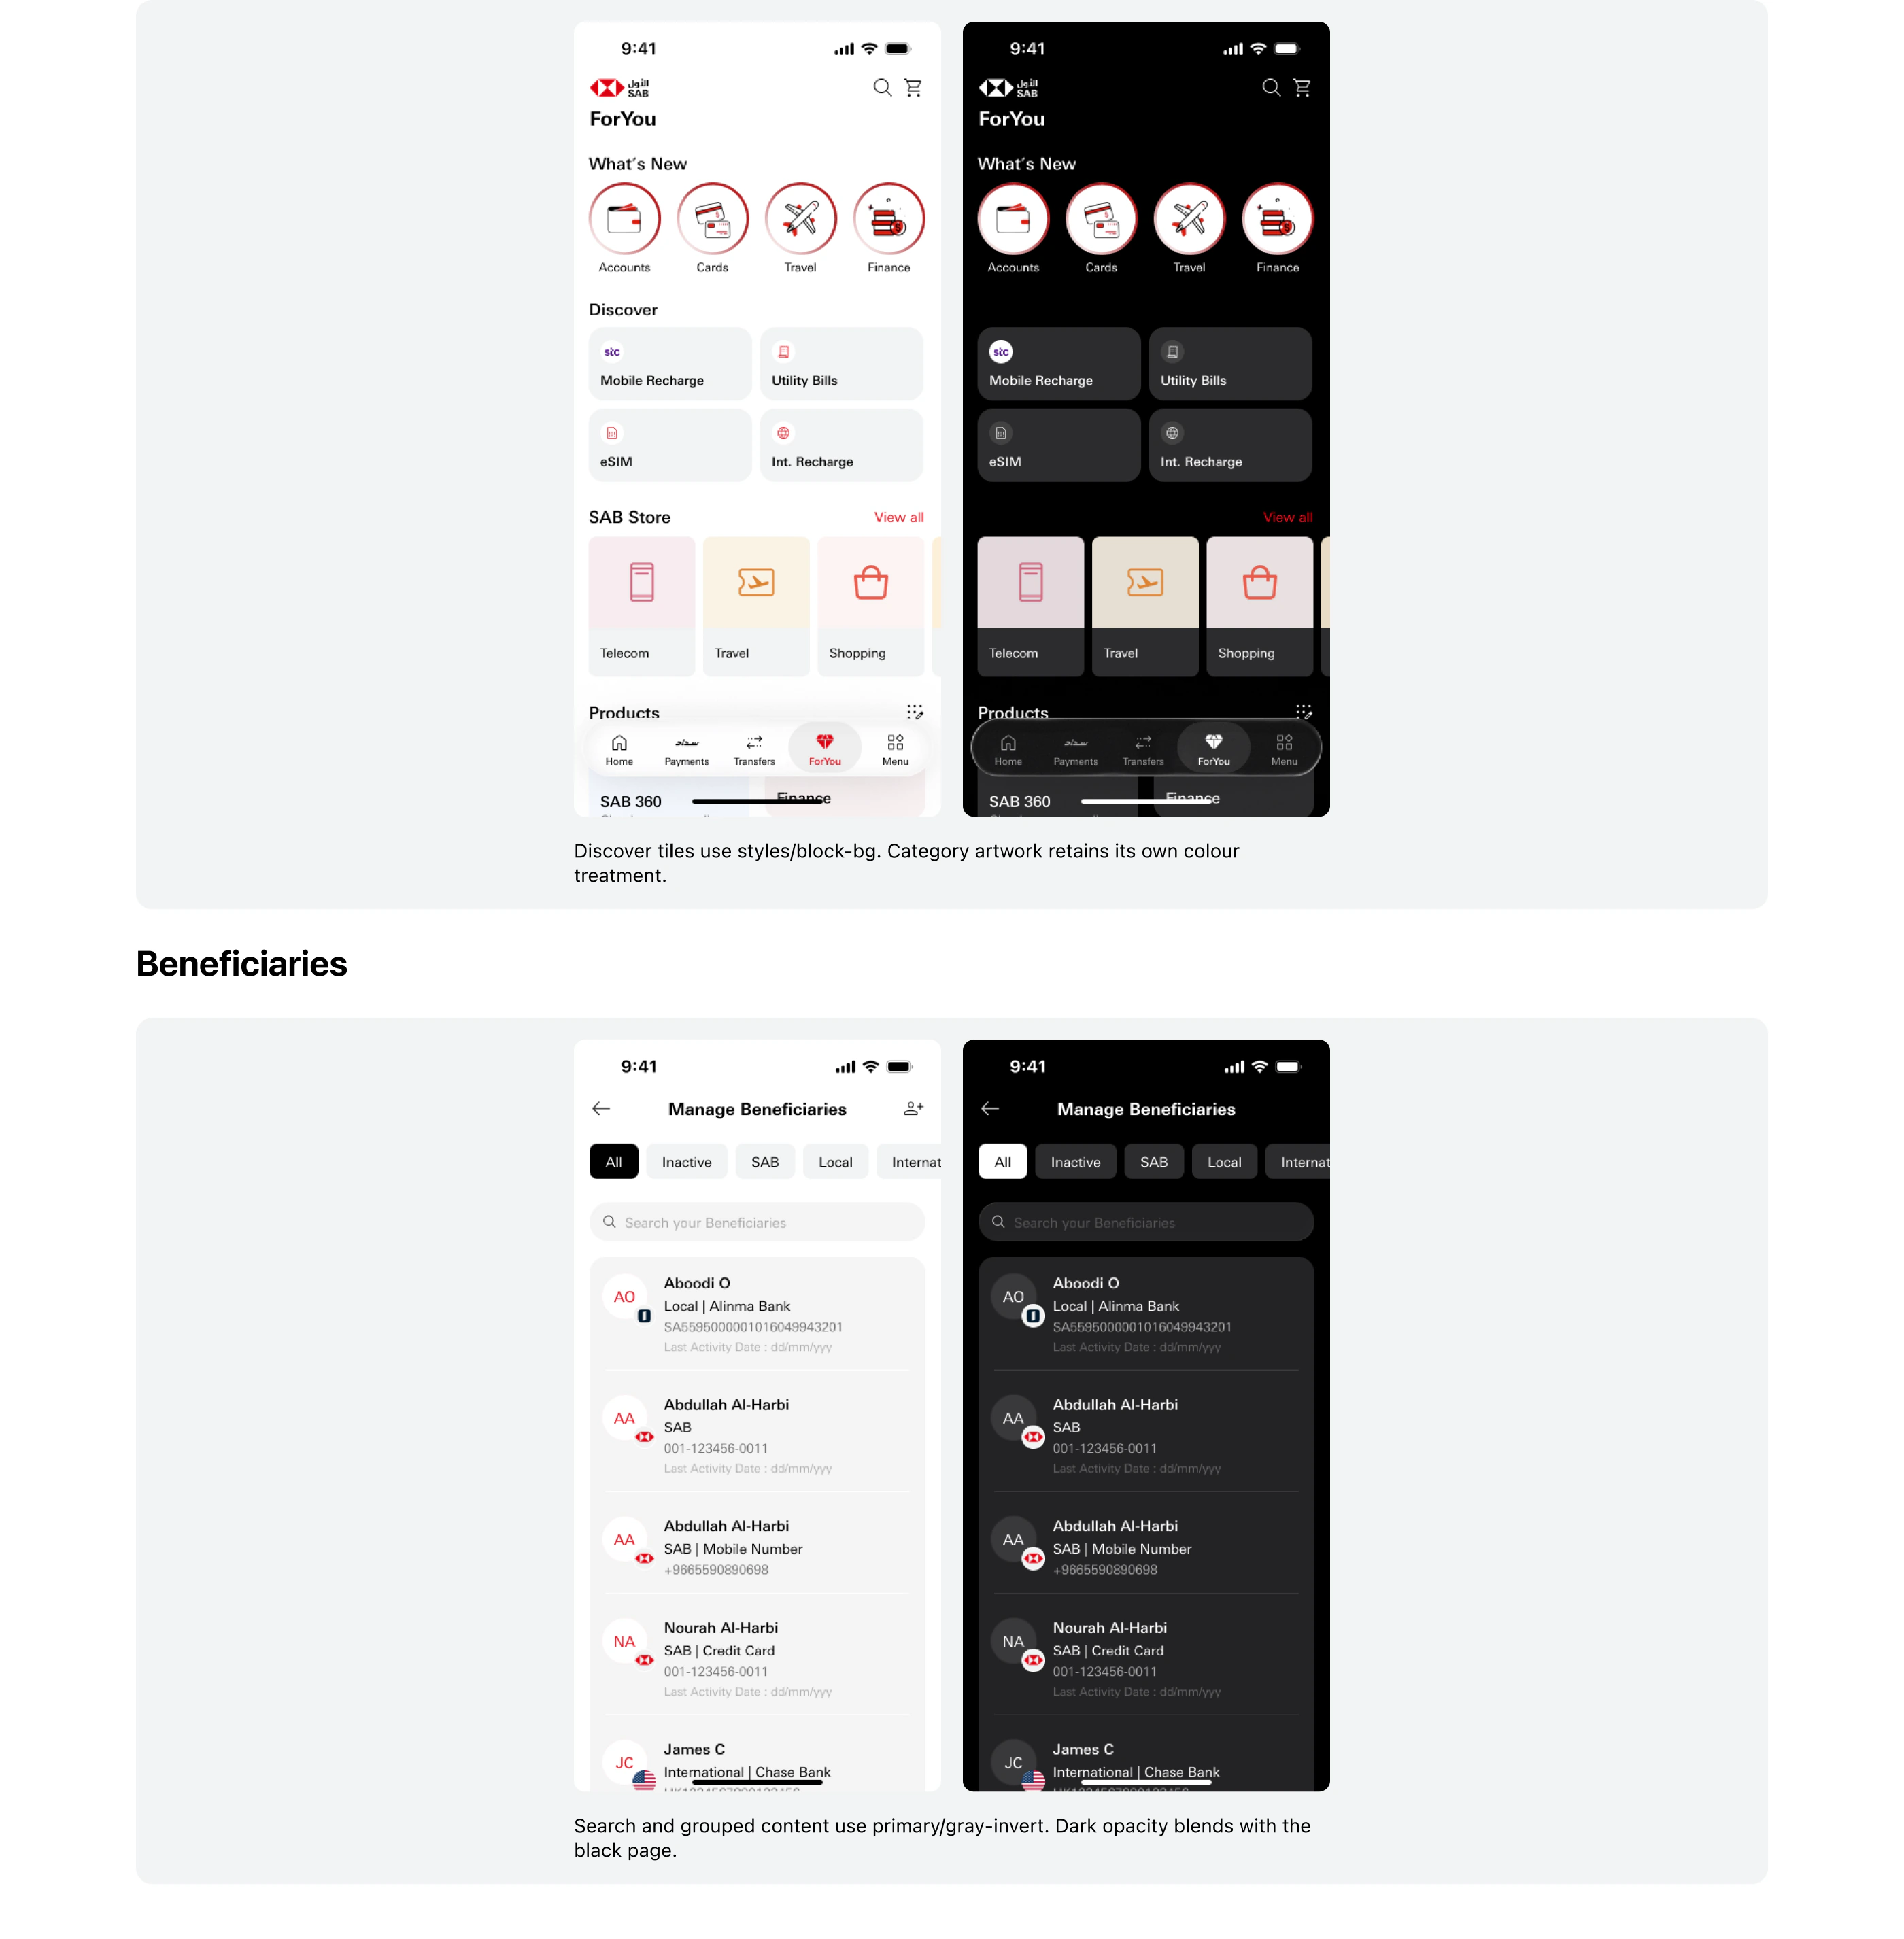 9:41
الأول
SAB
ForYou
What's New
Accounts
Cards
Travel
Finance
Discover
stc
Mobile Recharge
Utility Bills
eSIM
Int. Recharge
SAB Store
View all
Telecom
Travel
Shopping
Products
Home
سداد
Payments
Transfers
ForYou
Menu
SAB 360
Finance
9:41
الأول
SAB
ForYou
What's New
Accounts
Cards
Travel
Finance
stc
Mobile Recharge
Utility Bills
eSIM
Int. Recharge
View all
Telecom
Travel
Shopping
Products
Home
سداد
Payments
Transfers
ForYou
Menu
SAB 360
Finance
Discover tiles use styles/block-bg. Category artwork retains its own colour
treatment.
Beneficiaries
9:41
Manage Beneficiaries
All
Inactive
SAB
Local
Internat
Search your Beneficiaries
AO
Aboodi O
Local | Alinma Bank
SA5595000001016049943201
Last Activity Date : dd/mm/yyy
AA
Abdullah Al-Harbi
SAB
001-123456-0011
Last Activity Date : dd/mm/yyy
AA
Abdullah Al-Harbi
SAB | Mobile Number
+9665590890698
NA
Nourah Al-Harbi
SAB | Credit Card
001-123456-0011
Last Activity Date : dd/mm/yyy
JC
James C
International | Chase Bank
9:41
Manage Beneficiaries
All
Inactive
SAB
Local
Internat
Search your Beneficiaries
AO
Aboodi O
Local | Alinma Bank
SA5595000001016049943201
Last Activity Date : dd/mm/yyy
AA
Abdullah Al-Harbi
SAB
001-123456-0011
Last Activity Date : dd/mm/yyy
AA
Abdullah Al-Harbi
SAB | Mobile Number
+9665590890698
NA
Nourah Al-Harbi
SAB | Credit Card
001-123456-0011
Last Activity Date : dd/mm/yyy
JC
James C
International | Chase Bank
Search and grouped content use primary/gray-invert. Dark opacity blends with the
black page.